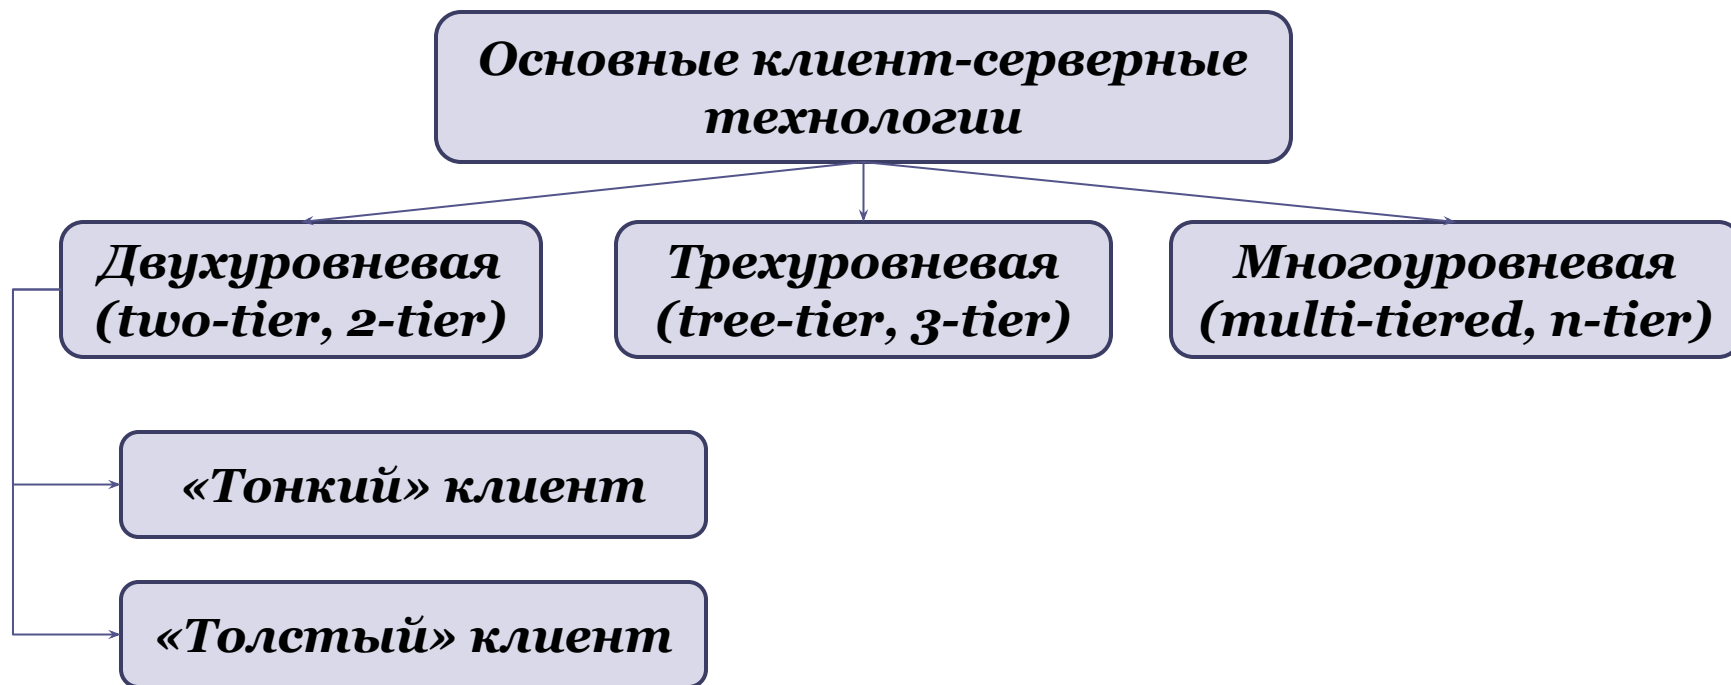 Основные клиент-серверные
технологии
Двухуровневая
(two-tier, 2-tier)
Трехуровневая
(tree-tier, 3-tier)
Многоуровневая
(multi-tiered, n-tier)
«Тонкий» клиент
«Толстый» клиент